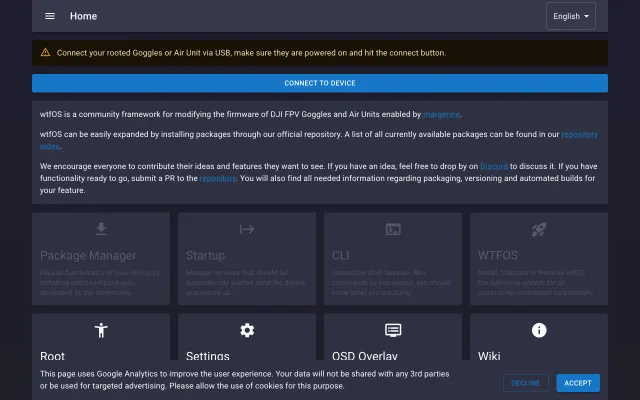 Home
English
Connect your rooted Goggles or Air Unit via USB, make sure they are powered on and hit the connect button.
CONNECT TO DEVICE
wtfOS is a community framework for modifying the firmware of DJI FPV Goggles and Air Units enabled by margerine.
wtfOS can be easily expanded by installing packages through our official repository. A list of all currently available packages can be found in our repository
index.
We encourage everyone to contribute their ideas and features they want to see. If you have an idea, feel free to drop by on Discord to discuss it. If you have
functionality ready to go, submit a PR to the repository. You will also find all needed information regarding packaging, versioning and automated builds for
your feature.
Package Manager
Expand functionality of your device by
installing additional packages,
developed by the community.
Startup
Manage services that should be
automatically started once the device
is powered up.
CLI
Interactive Shell Session. Run
commands as you please, you should
know what you are doing.
WTFOS
Install, maintain or Remove wtfOS
Root
Settings
OSD Overlay
Wiki
This page uses Google Analytics to improve the user experience. Your data will not be shared with any 3rd parties
or be used for targeted advertising. Please allow the use of cookies for this purpose.
DECLINE
ACCEPT